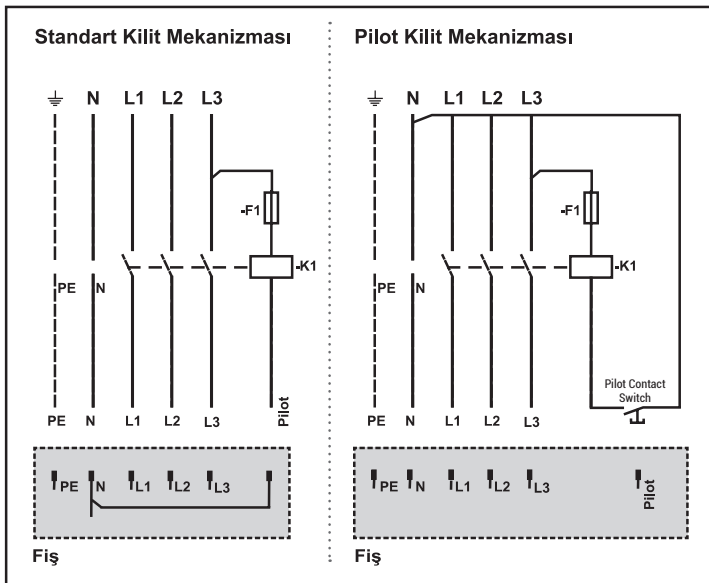 Standart Kilit Mekanizması
N L1 L2 L3
-F1
-K1
PE N
PE N L1 L2 L3 Pilot
PE N L1 L2 L3
Fiş
Pilot Kilit Mekanizması
N L1 L2 L3
-F1
-K1
PE N
Pilot Contact
Switch
PE N L1 L2 L3
PE N L1 L2 L3 Pilot
Fiş